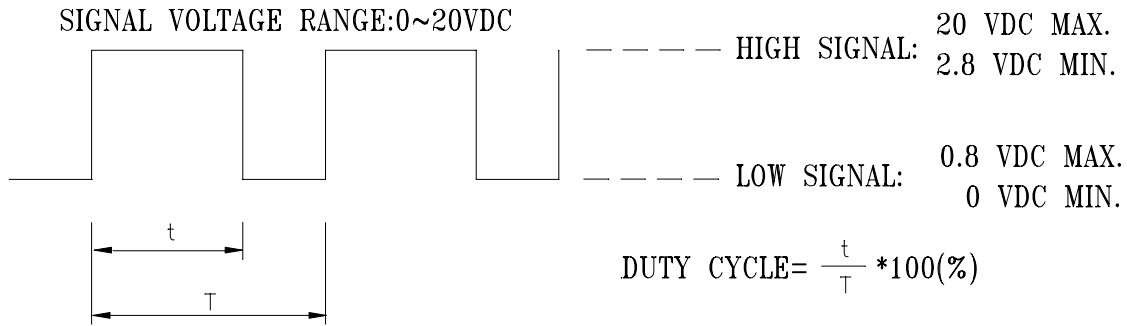 SIGNAL VOLTAGE RANGE:0~20VDC
HIGH SIGNAL:
20 VDC MAX.
2.8 VDC MIN.
LOW SIGNAL:
0.8 VDC MAX.
0 VDC MIN.
t
T
DUTY CYCLE= t/T *100(%)